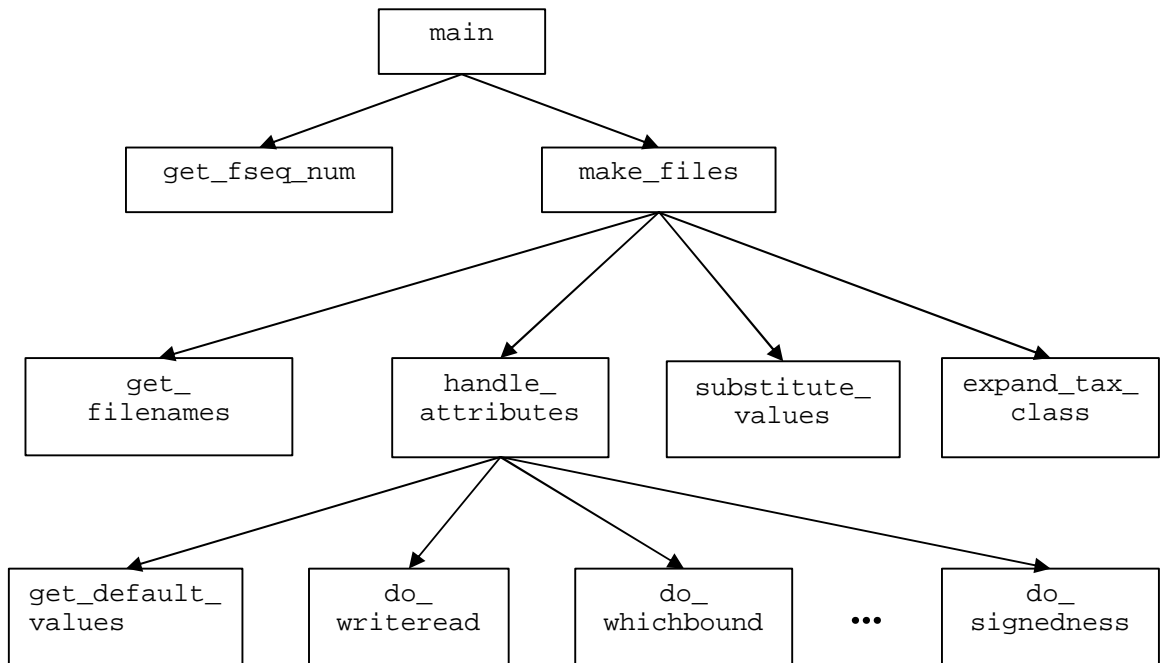 main
get_fseq_num
make_files
get_
filenames
handle_
attributes
substitute_
values
expand_tax_
class
get_default_
values
do_
writeread
do_
whichbound
...
do_
signedness